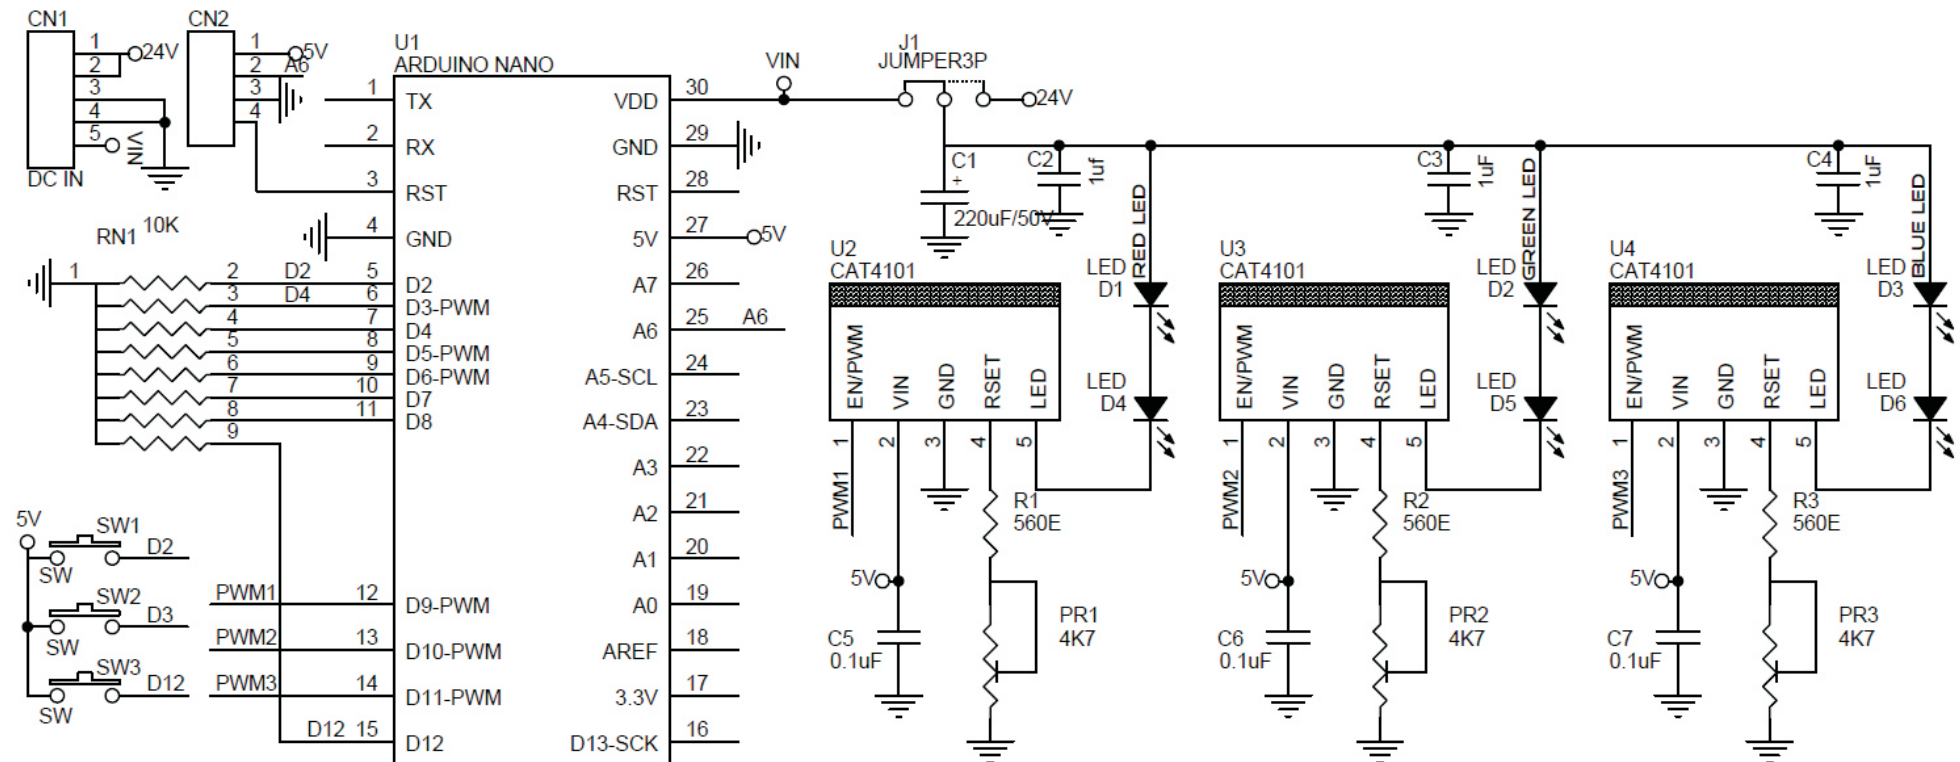 CN1
1
2
3
4
5
24V
VIN
DC IN
CN2
1
2
3
4
5V
A6
RN1
10K
1
2
3
4
5
6
7
8
9
D2
D4
5V
SW1
SW
D2
SW2
SW
D3
SW3
SW
D12
PWM1
PWM2
PWM3
D12
U1
ARDUINO NANO
1 TX
2 RX
3 RST
4 GND
5 D2
6 D3-PWM
7 D4
8 D5-PWM
9 D6-PWM
10 D7
11 D8
12 D9-PWM
13 D10-PWM
14 D11-PWM
15 D12
VDD 30
GND 29
RST 28
5V 27
A7 26
A6 25
A5-SCL 24
A4-SDA 23
A3 22
A2 21
A1 20
A0 19
AREF 18
3.3V 17
D13-SCK 16
5V
A6
VIN
J1
JUMPER3P
24V
C1
+
220uF/50V
C2
1uf
RED LED
C3
1uF
GREEN LED
C4
1uF
BLUE LED
U2
CAT4101
EN/PWM
VIN
GND
RSET
LED
1
2
3
4
5
PWM1
LED
D1
LED
D4
R1
560E
5V
C5
0.1uF
PR1
4K7
U3
CAT4101
EN/PWM
VIN
GND
RSET
LED
1
2
3
4
5
PWM2
LED
D2
LED
D5
R2
560E
5V
C6
0.1uF
PR2
4K7
U4
CAT4101
EN/PWM
VIN
GND
RSET
LED
1
2
3
4
5
PWM3
LED
D3
LED
D6
R3
560E
5V
C7
0.1uF
PR3
4K7